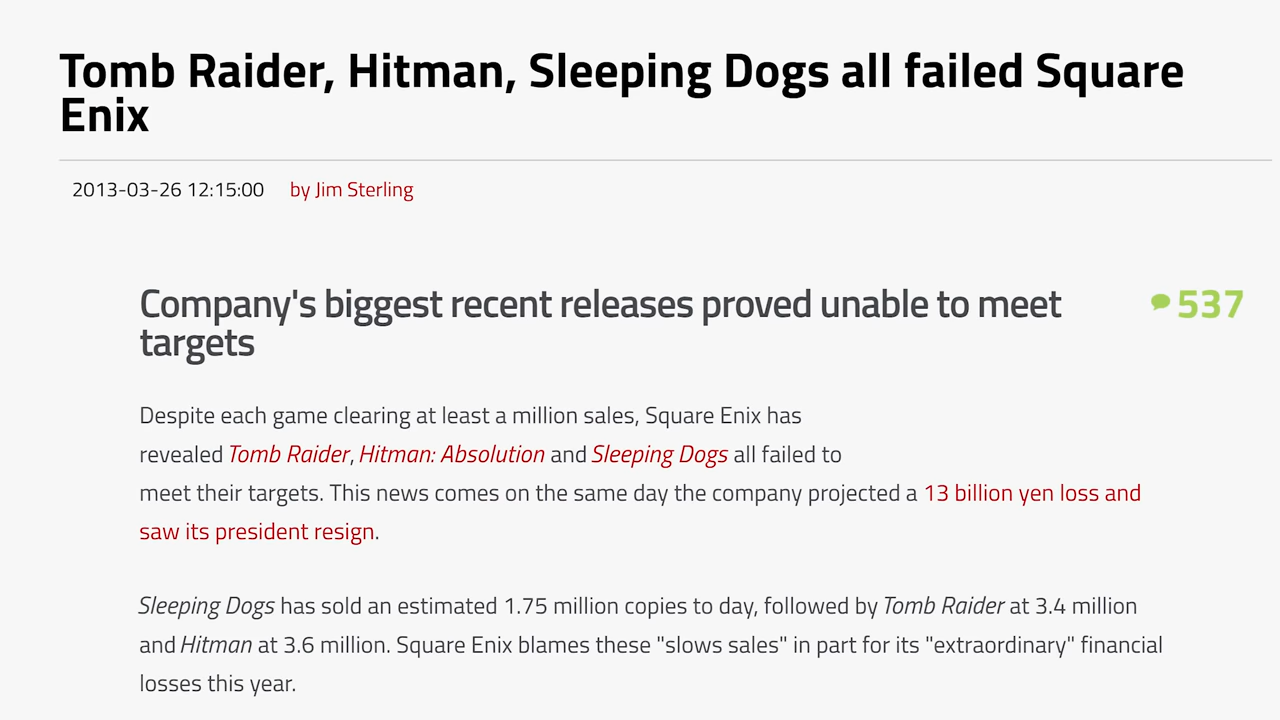 Tomb Raider, Hitman, Sleeping Dogs all failed Square
Enix
2013-03-26 12:15:00 by Jim Sterling
Company's biggest recent releases proved unable to meet
targets
537
Despite each game clearing at least a million sales, Square Enix has
revealed Tomb Raider, Hitman: Absolution and Sleeping Dogs all failed to
meet their targets. This news comes on the same day the company projected a 13 billion yen loss and
saw its president resign.
Sleeping Dogs has sold an estimated 1.75 million copies to day, followed by Tomb Raider at 3.4 million
and Hitman at 3.6 million. Square Enix blames these "slows sales" in part for its "extraordinary" financial
losses this year.